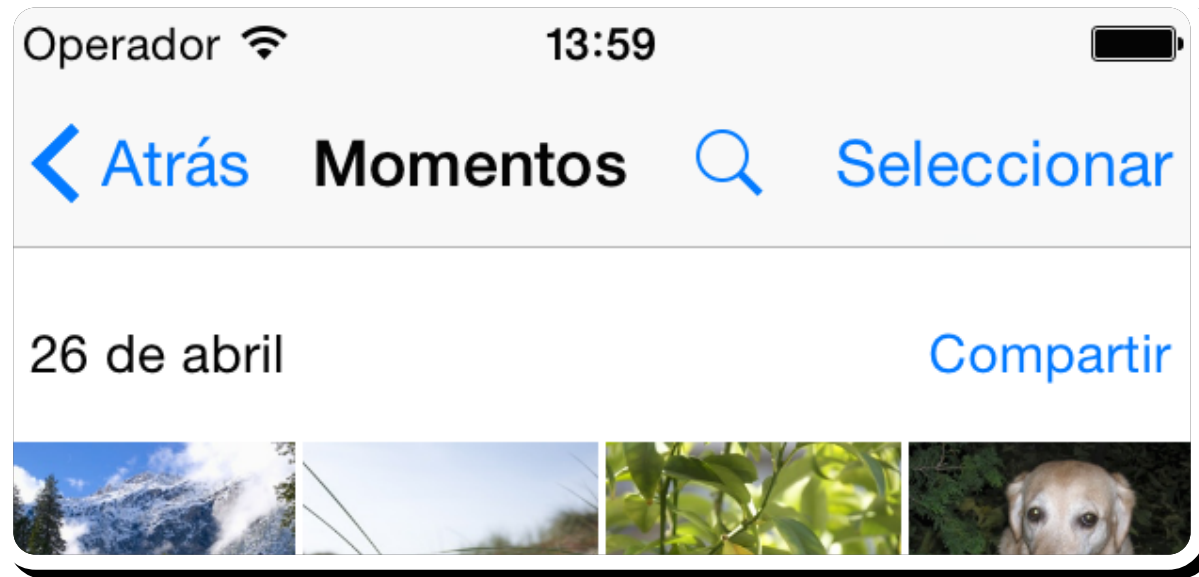 Operador 13:59
Atrás Momentos Seleccionar
26 de abril Compartir